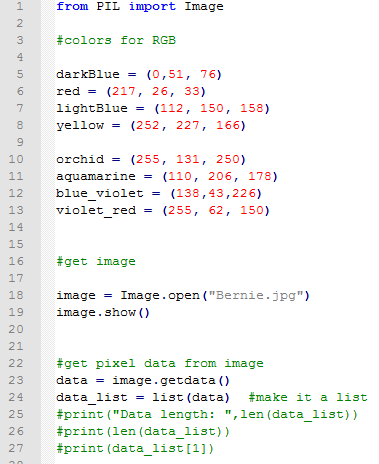 1 from PIL import Image
2
3 #colors for RGB
4
5 darkBlue = (0,51, 76)
6 red = (217, 26, 33)
7 lightBlue = (112, 150, 158)
8 yellow = (252, 227, 166)
9
10 orchid = (255, 131, 250)
11 aquamarine = (110, 206, 178)
12 blue_violet = (138,43,226)
13 violet_red = (255, 62, 150)
14
15
16 #get image
17
18 image = Image.open("Bernie.jpg")
19 image.show()
20
21
22 #get pixel data from image
23 data = image.getdata()
24 data_list = list(data)  #make it a list
25 #print("Data length: ",len(data_list))
26 #print(len(data_list))
27 #print(data_list[1])